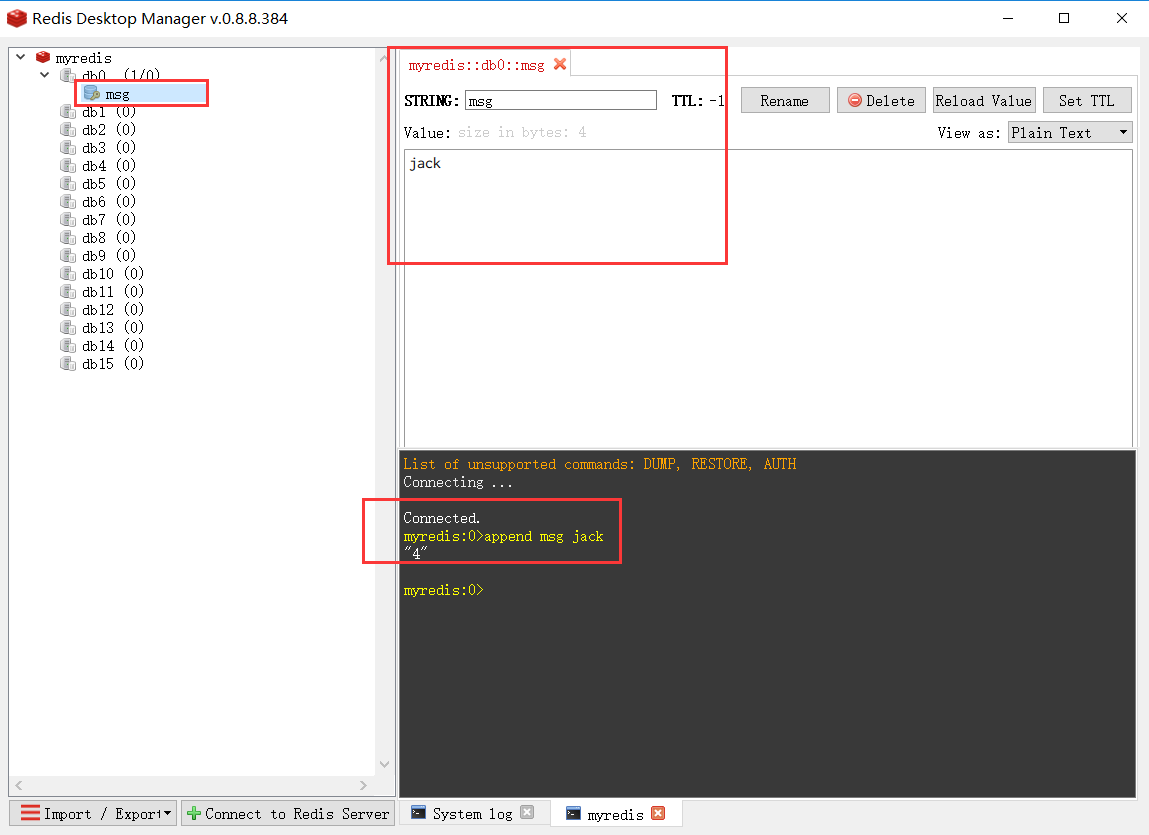 Redis Desktop Manager v.0.8.8.384
myredis
db0 (1/0)
msg
db1 (0)
db2 (0)
db3 (0)
db4 (0)
db5 (0)
db6 (0)
db7 (0)
db8 (0)
db9 (0)
db10 (0)
db11 (0)
db12 (0)
db13 (0)
db14 (0)
db15 (0)
Import / Export
Connect to Redis Server
myredis::db0::msg
STRING: msg TTL: -1 Rename Delete Reload Value Set TTL
Value: size in bytes: 4 View as: Plain Text
jack
List of unsupported commands: DUMP, RESTORE, AUTH
Connecting ...
Connected.
myredis:0>append msg jack
"4"
myredis:0>
System log myredis